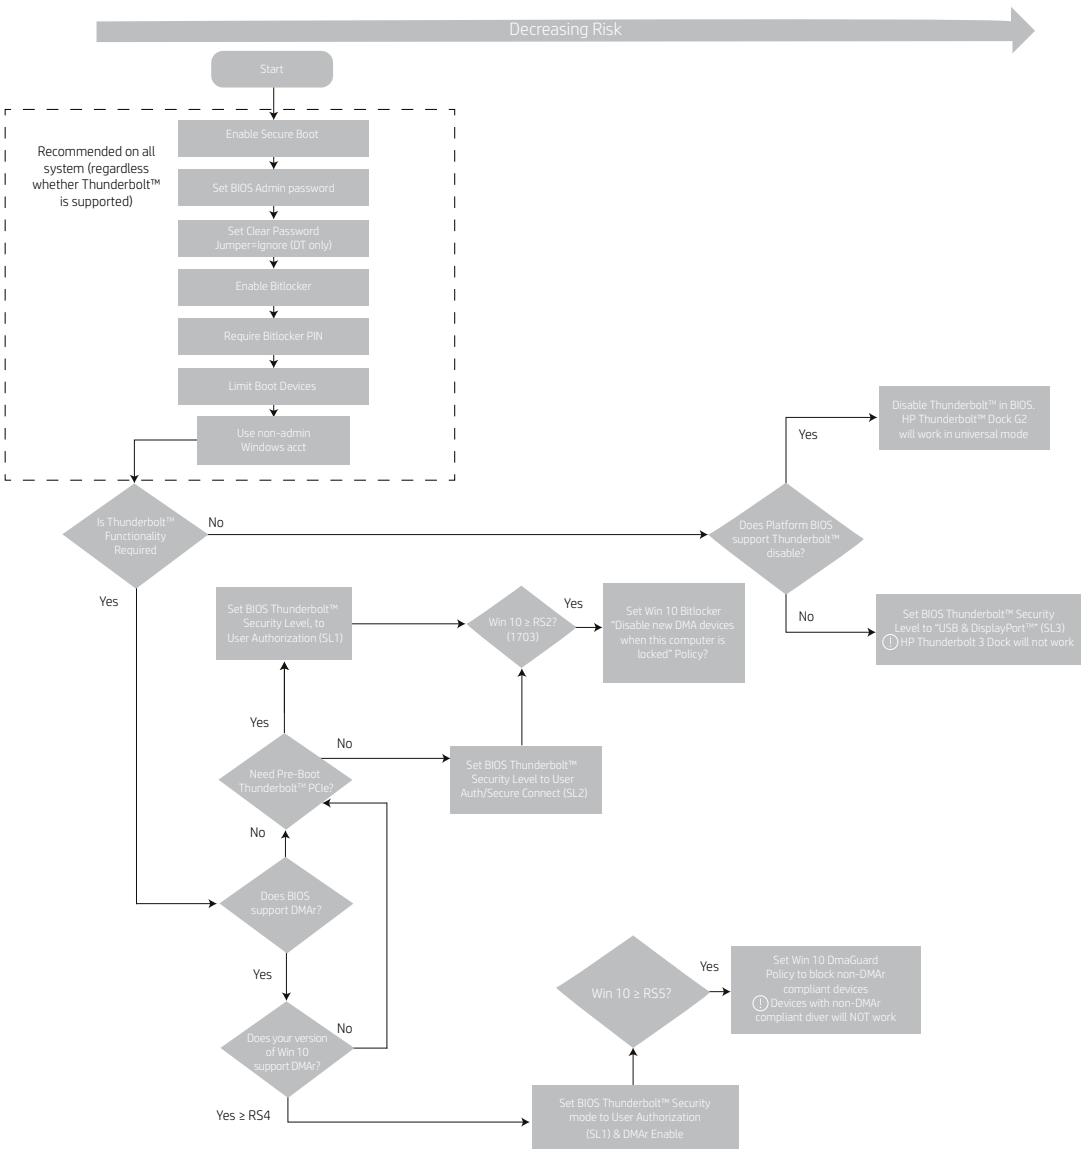 Decreasing Risk
Start
Recommended on all
system (regardless
whether Thunderbolt™
is supported)
Enable Secure Boot
Set BIOS Admin password
Set Clear Password
Jumper=Ignore (DT only)
Enable Bitlocker
Require Bitlocker PIN
Limit Boot Devices
Use non-admin
Windows acct
Is Thunderbolt™
Functionality
Required
No
Does Platform BIOS
support Thunderbolt™
disable?
Yes
Disable Thunderbolt™ in BIOS.
HP Thunderbolt™ Dock G2
will work in universal mode
No
Set BIOS Thunderbolt™ Security
Level to “USB & DisplayPort™” (SL3)
! HP Thunderbolt 3 Dock will not work
Yes
Set BIOS Thunderbolt™
Security Level, to
User Authorization (SL1)
Win 10 ≥ RS2?
(1703)
Yes
Set Win 10 Bitlocker
“Disable new DMA devices
when this computer is
locked” Policy?
Yes
Need Pre-Boot
Thunderbolt™ PCIe?
No
Set BIOS Thunderbolt™
Security Level to User
Auth/Secure Connect (SL2)
No
Does BIOS
support DMAr?
Yes
Does your version
of Win 10
support DMAr?
No
Yes ≥ RS4
Set BIOS Thunderbolt™ Security
mode to User Authorization
(SL1) & DMAr Enable
Win 10 ≥ RS5?
Yes
Set Win 10 DmaGuard
Policy to block non-DMAr
compliant devices
! Devices with non-DMAr
compliant diver will NOT work